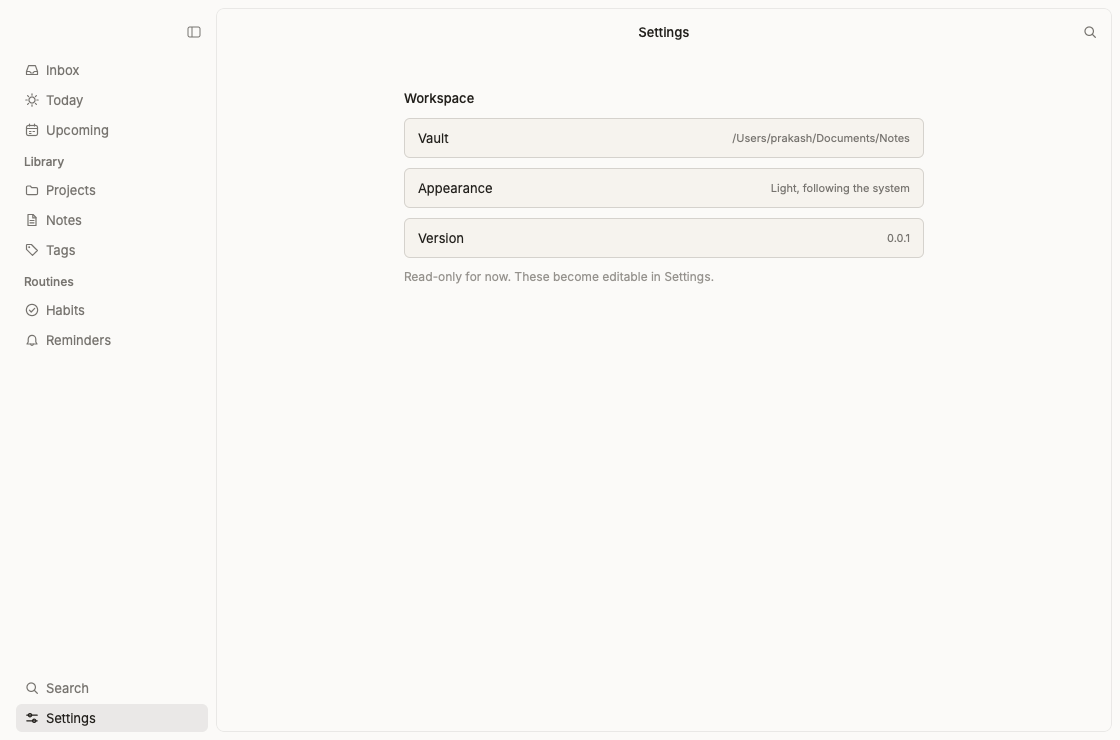 Settings
Inbox
Today
Upcoming
Library
Projects
Notes
Tags
Routines
Habits
Reminders
Search
Settings
Workspace
Vault /Users/prakash/Documents/Notes
Appearance Light, following the system
Version 0.0.1
Read-only for now. These become editable in Settings.